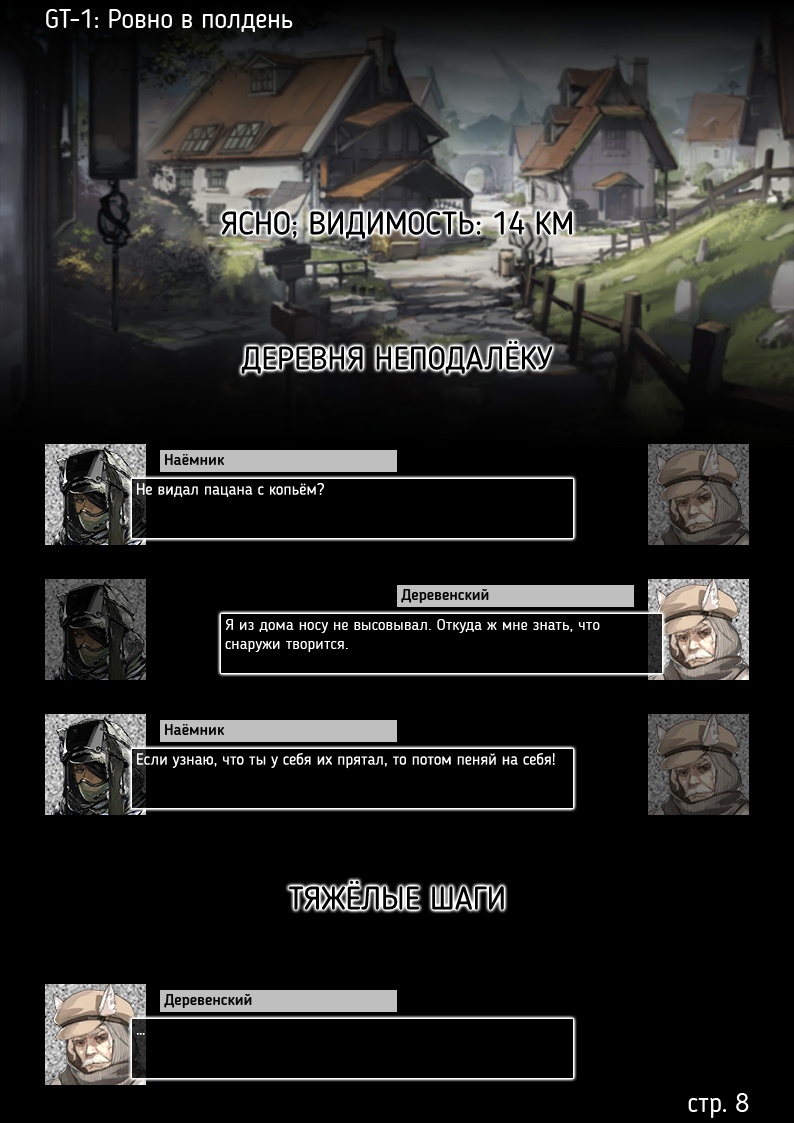 GT-1: Ровно в полдень
ЯСНО; ВИДИМОСТЬ: 14 КМ
ДЕРЕВНЯ НЕПОДАЛЁКУ
Наёмник
Не видал пацана с копьём?
Деревенский
Я из дома носу не высовывал. Откуда ж мне знать, что
снаружи творится.
Наёмник
Если узнаю, что ты у себя их прятал, то потом пеняй на себя!
ТЯЖЁЛЫЕ ШАГИ
Деревенский
...
стр. 8